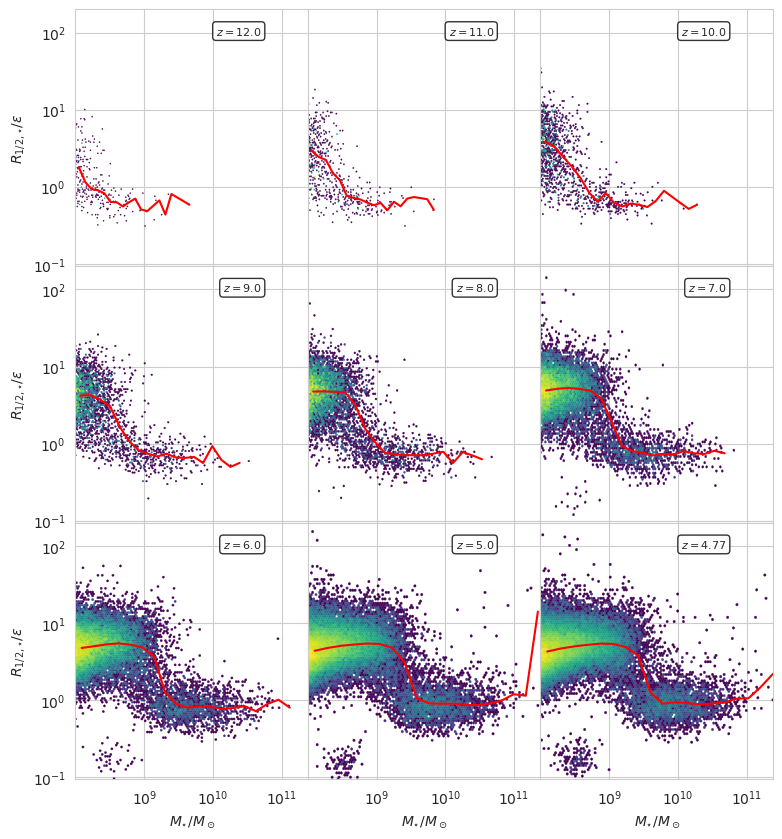 10²
z = 12.0
z = 11.0
z = 10.0
10¹
R₁/₂,⋆/ε
10⁰
10⁻¹
10²
z = 9.0
z = 8.0
z = 7.0
10¹
R₁/₂,⋆/ε
10⁰
10⁻¹
10²
z = 6.0
z = 5.0
z = 4.77
10¹
R₁/₂,⋆/ε
10⁰
10⁻¹
10⁹ 10¹⁰ 10¹¹ 10⁹ 10¹⁰ 10¹¹ 10⁹ 10¹⁰ 10¹¹
M⋆/M⊙ M⋆/M⊙ M⋆/M⊙